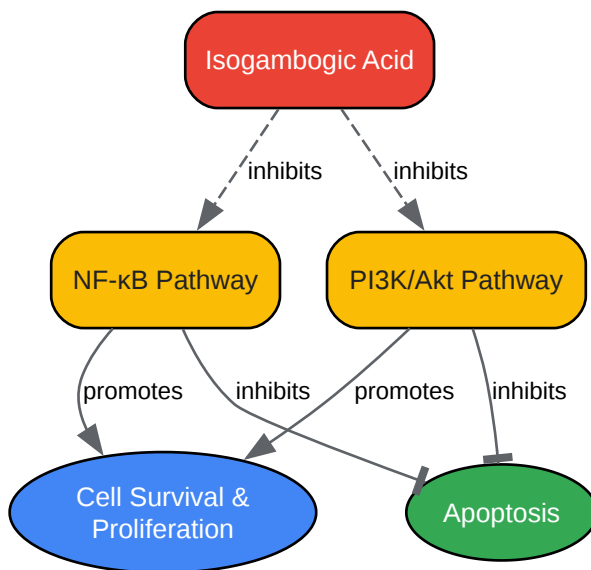 Isogambogic Acid
inhibits
inhibits
NF-κB Pathway
PI3K/Akt Pathway
promotes
inhibits
promotes
inhibits
Cell Survival &
Proliferation
Apoptosis